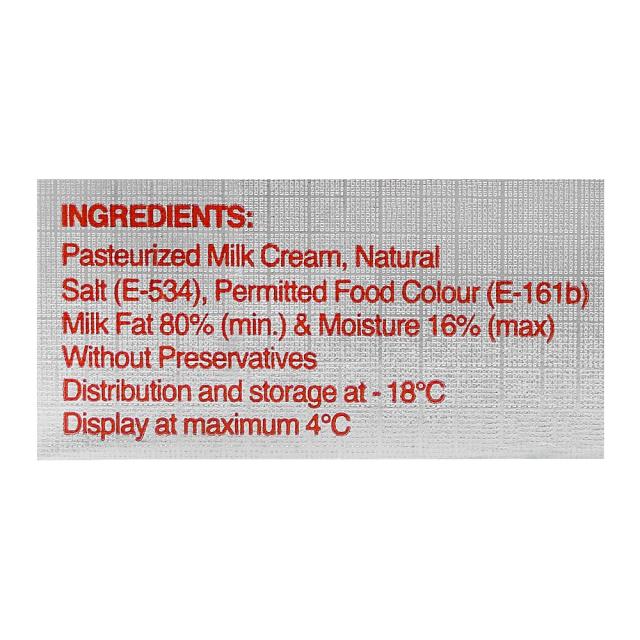 INGREDIENTS:
Pasteurized Milk Cream, Natural
Salt (E-534), Permitted Food Colour (E-161b)
Milk Fat 80% (min.) & Moisture 16% (max)
Without Preservatives
Distribution and storage at - 18°C
Display at maximum 4°C